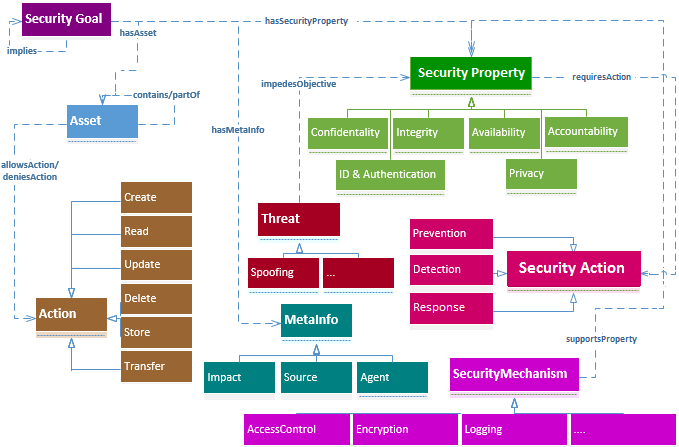 Security Goal
hasSecurityProperty
hasAsset
implies
Security Property
impedesObjective
requiresAction
contains/partOf
Asset
hasMetaInfo
Confidentality
Integrity
Availability
Accountability
ID & Authentication
Privacy
allowsAction/
deniesAction
Create
Read
Update
Delete
Store
Transfer
Action
Threat
Spoofing
...
Prevention
Detection
Response
Security Action
MetaInfo
Impact
Source
Agent
supportsProperty
SecurityMechanism
AccessControl
Encryption
Logging
....